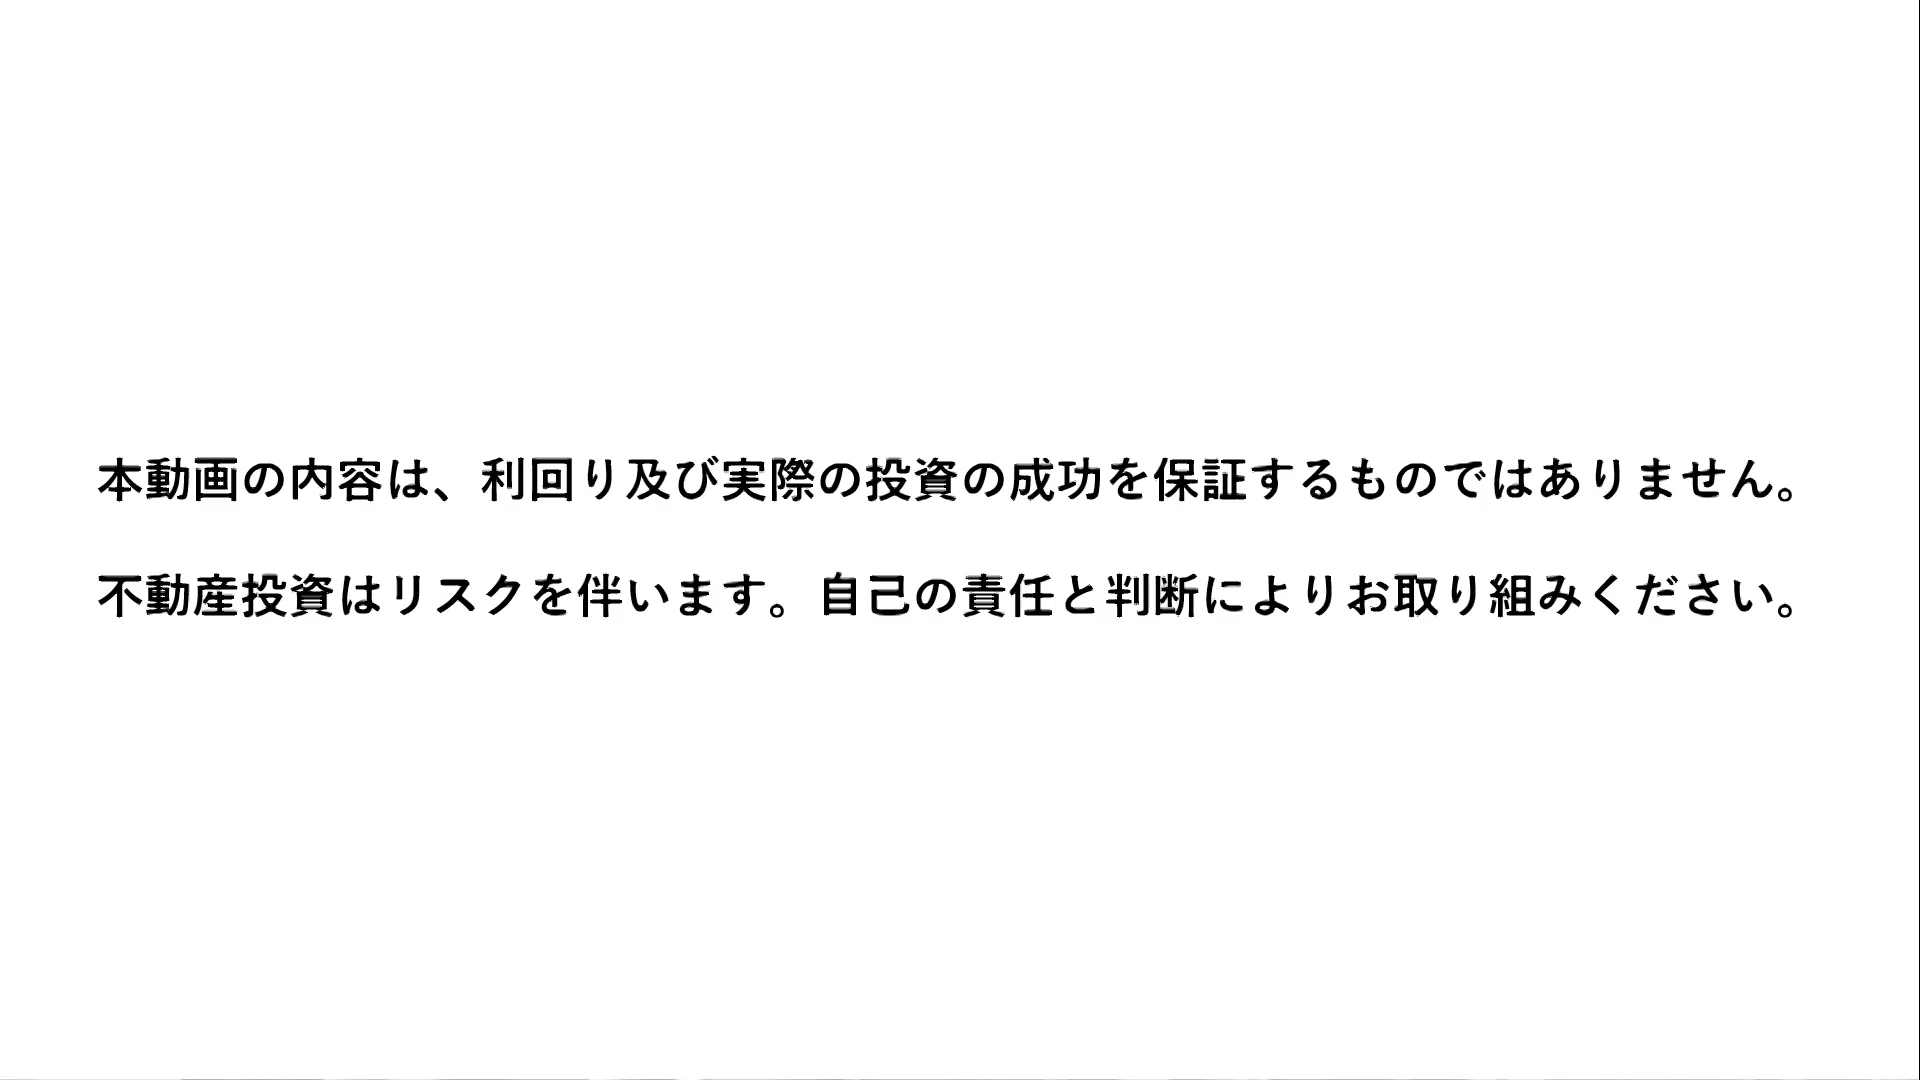 本動画の内容は、利回り及び実際の投資の成功を保証するものではありません。
不動産投資はリスクを伴います。自己の責任と判断によりお取り組みください。